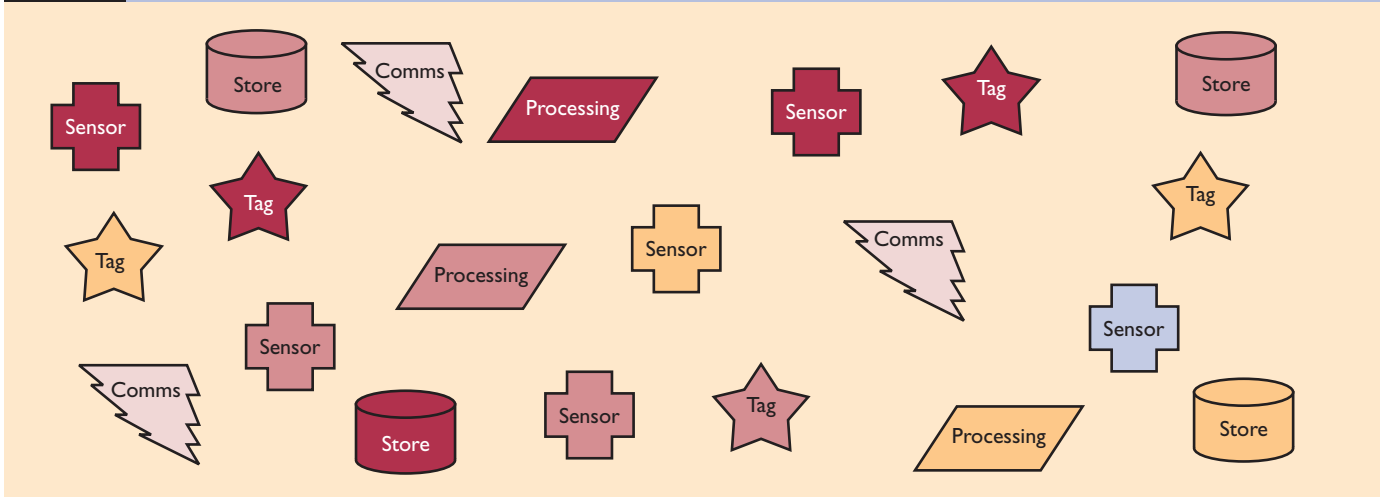 Store
Comms
Sensor
Processing
Sensor
Tag
Store
Tag
Tag
Tag
Processing
Sensor
Comms
Sensor
Sensor
Comms
Store
Sensor
Tag
Processing
Store